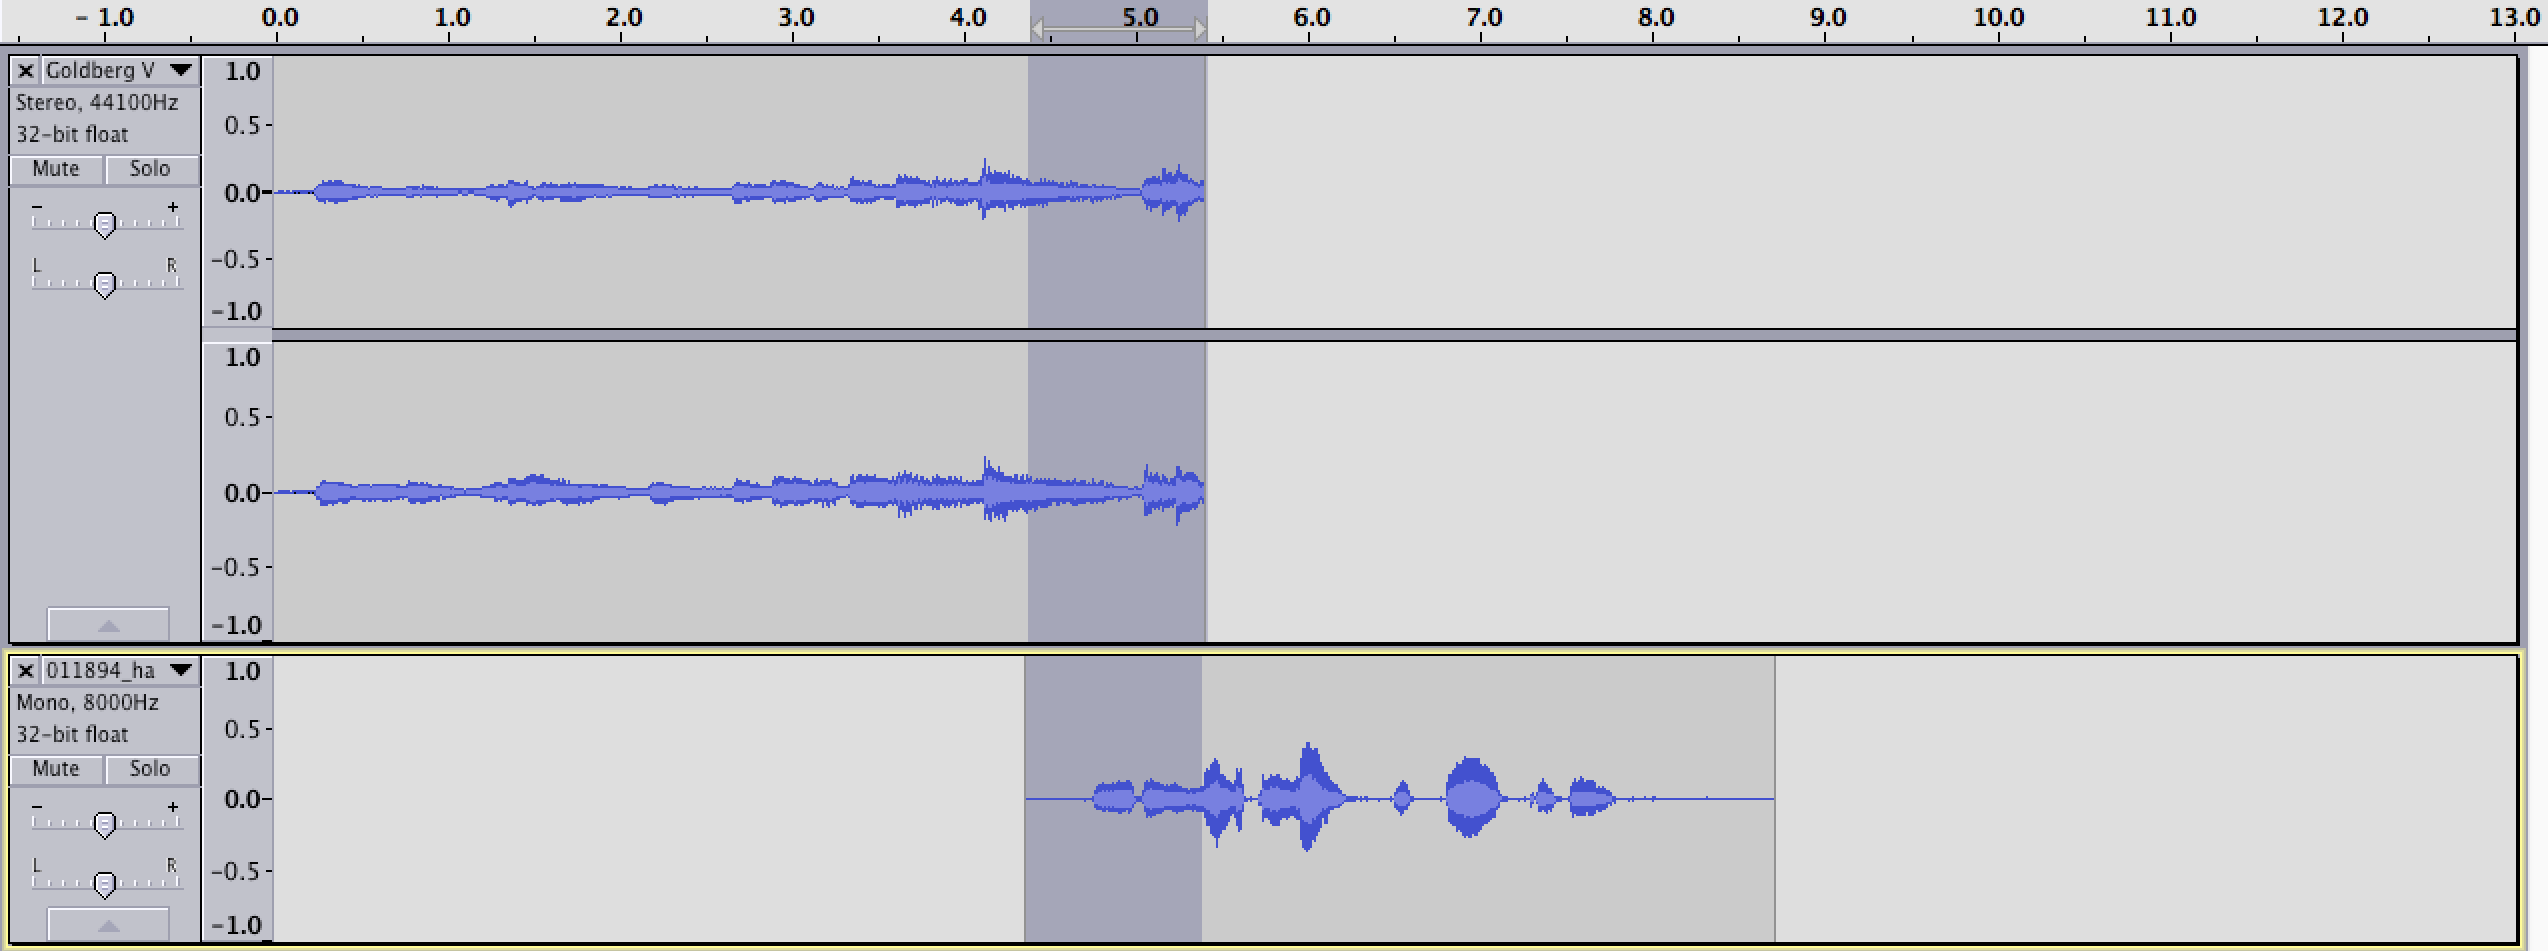 - 1.0 0.0 1.0 2.0 3.0 4.0 5.0 6.0 7.0 8.0 9.0 10.0 11.0 12.0 13.0
Goldberg V
Stereo, 44100Hz
32-bit float
Mute Solo
- +
L R
1.0
0.5
0.0
-0.5
-1.0
1.0
0.5
0.0
-0.5
-1.0
011894_ha
Mono, 8000Hz
32-bit float
Mute Solo
- +
L R
1.0
0.5
0.0
-0.5
-1.0